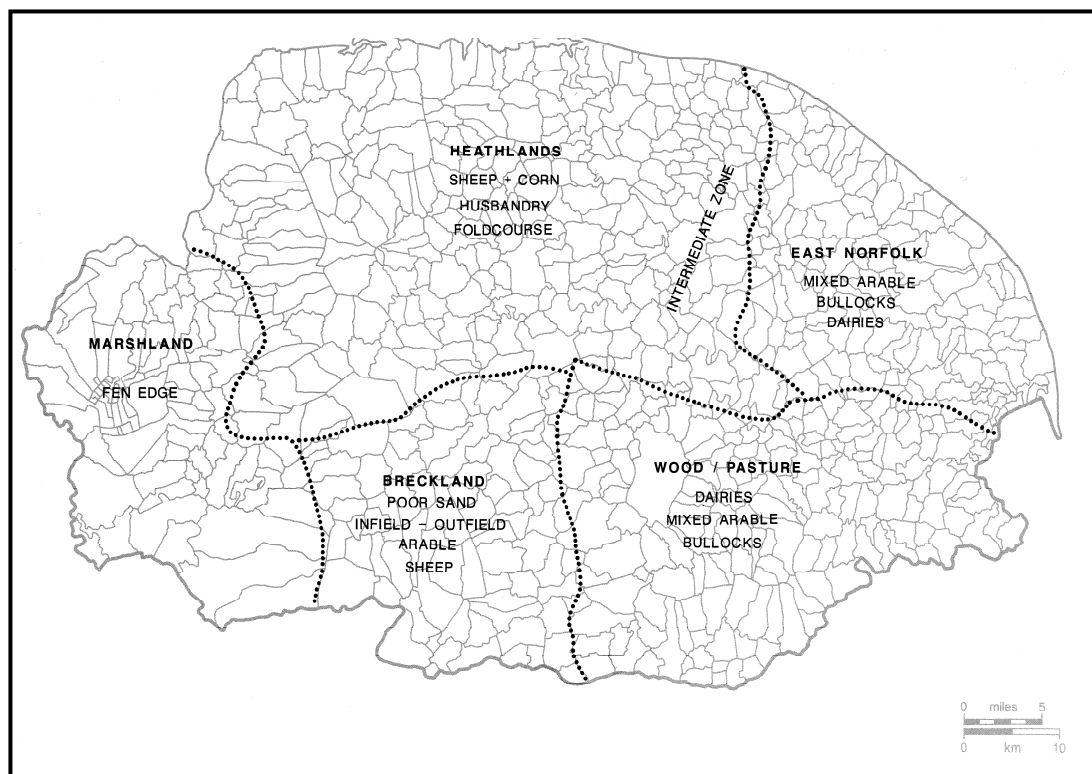 HEATHLANDS
SHEEP + CORN
HUSBANDRY
FOLDCOURSE
INTERMEDIATE ZONE
EAST NORFOLK
MIXED ARABLE
BULLOCKS
DAIRIES
MARSHLAND
FEN EDGE
BRECKLAND
POOR SAND
INFIELD - OUTFIELD
ARABLE
SHEEP
WOOD / PASTURE
DAIRIES
MIXED ARABLE
BULLOCKS
0 miles 5
0 km 10